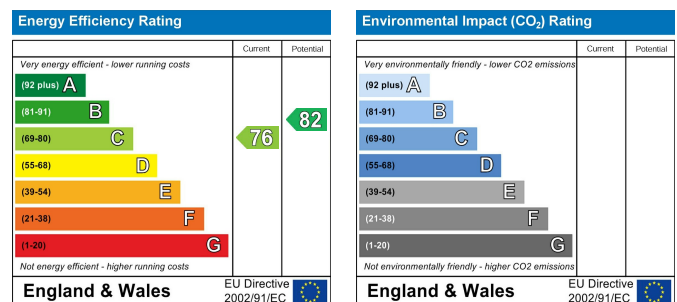 Energy Efficiency Rating
Current Potential
Very energy efficient - lower running costs
(92 plus) A
(81-91) B
(69-80) C
(55-68) D
(39-54) E
(21-38) F
(1-20) G
76
82
Not energy efficient - higher running costs
England & Wales
EU Directive
2002/91/EC
Environmental Impact (CO₂) Rating
Current Potential
Very environmentally friendly - lower CO2 emissions
(92 plus) A
(81-91) B
(69-80) C
(55-68) D
(39-54) E
(21-38) F
(1-20) G
Not environmentally friendly - higher CO2 emissions
England & Wales
EU Directive
2002/91/EC